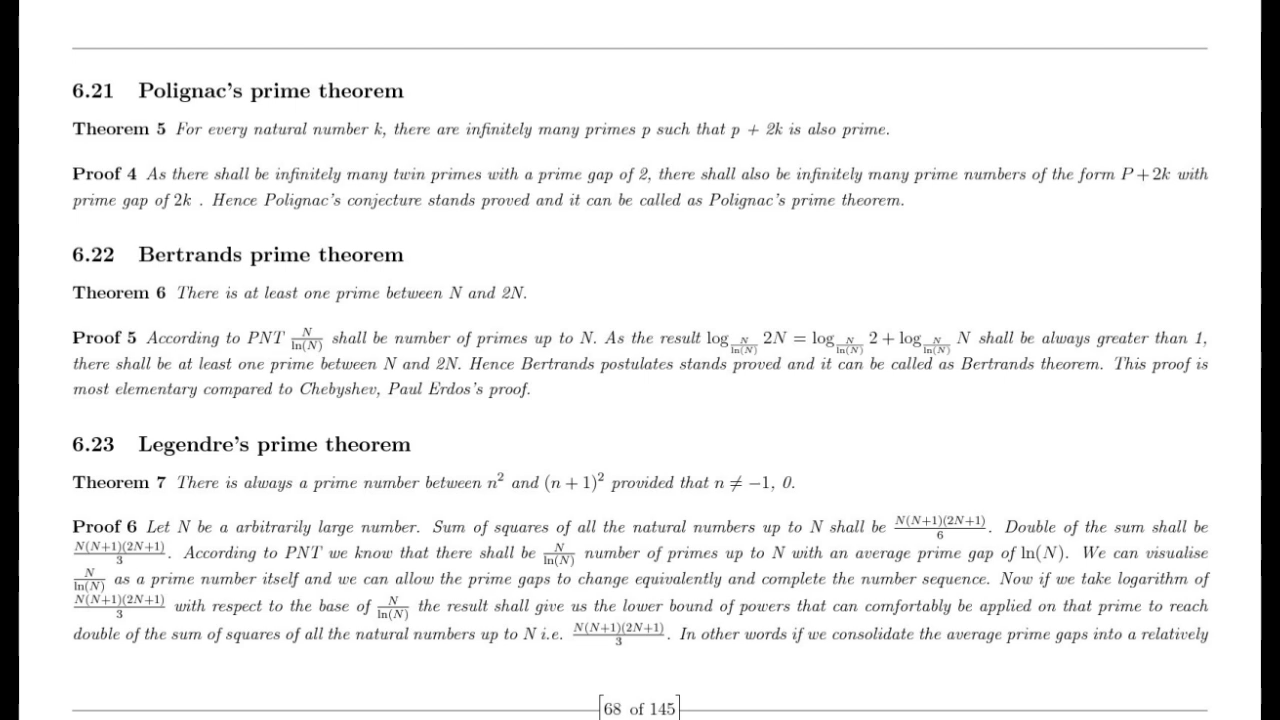 6.21 Polignac's prime theorem
Theorem 5 For every natural number k, there are infinitely many primes p such that p + 2k is also prime.
Proof 4 As there shall be infinitely many twin primes with a prime gap of 2, there shall also be infinitely many prime numbers of the form P + 2k with
prime gap of 2k . Hence Polignac's conjecture stands proved and it can be called as Polignac's prime theorem.
6.22 Bertrands prime theorem
Theorem 6 There is at least one prime between N and 2N.
Proof 5 According to PNT $\frac{N}{\ln(N)}$ shall be number of primes up to N. As the result $\log_{\frac{N}{\ln(N)}} 2N = \log_{\frac{N}{\ln(N)}} 2 + \log_{\frac{N}{\ln(N)}} N$ shall be always greater than 1,
there shall be at least one prime between N and 2N. Hence Bertrands postulates stands proved and it can be called as Bertrands theorem. This proof is
most elementary compared to Chebyshev, Paul Erdos's proof.
6.23 Legendre's prime theorem
Theorem 7 There is always a prime number between $n^2$ and $(n+1)^2$ provided that $n \neq -1, 0$.
Proof 6 Let N be a arbitrarily large number. Sum of squares of all the natural numbers up to N shall be $\frac{N(N+1)(2N+1)}{6}$. Double of the sum shall be
$\frac{N(N+1)(2N+1)}{3}$. According to PNT we know that there shall be $\frac{N}{\ln(N)}$ number of primes up to N with an average prime gap of ln(N). We can visualise
$\frac{N}{\ln(N)}$ as a prime number itself and we can allow the prime gaps to change equivalently and complete the number sequence. Now if we take logarithm of
$\frac{N(N+1)(2N+1)}{3}$ with respect to the base of $\frac{N}{\ln(N)}$ the result shall give us the lower bound of powers that can comfortably be applied on that prime to reach
double of the sum of squares of all the natural numbers up to N i.e. $\frac{N(N+1)(2N+1)}{3}$. In other words if we consolidate the average prime gaps into a relatively
68 of 145